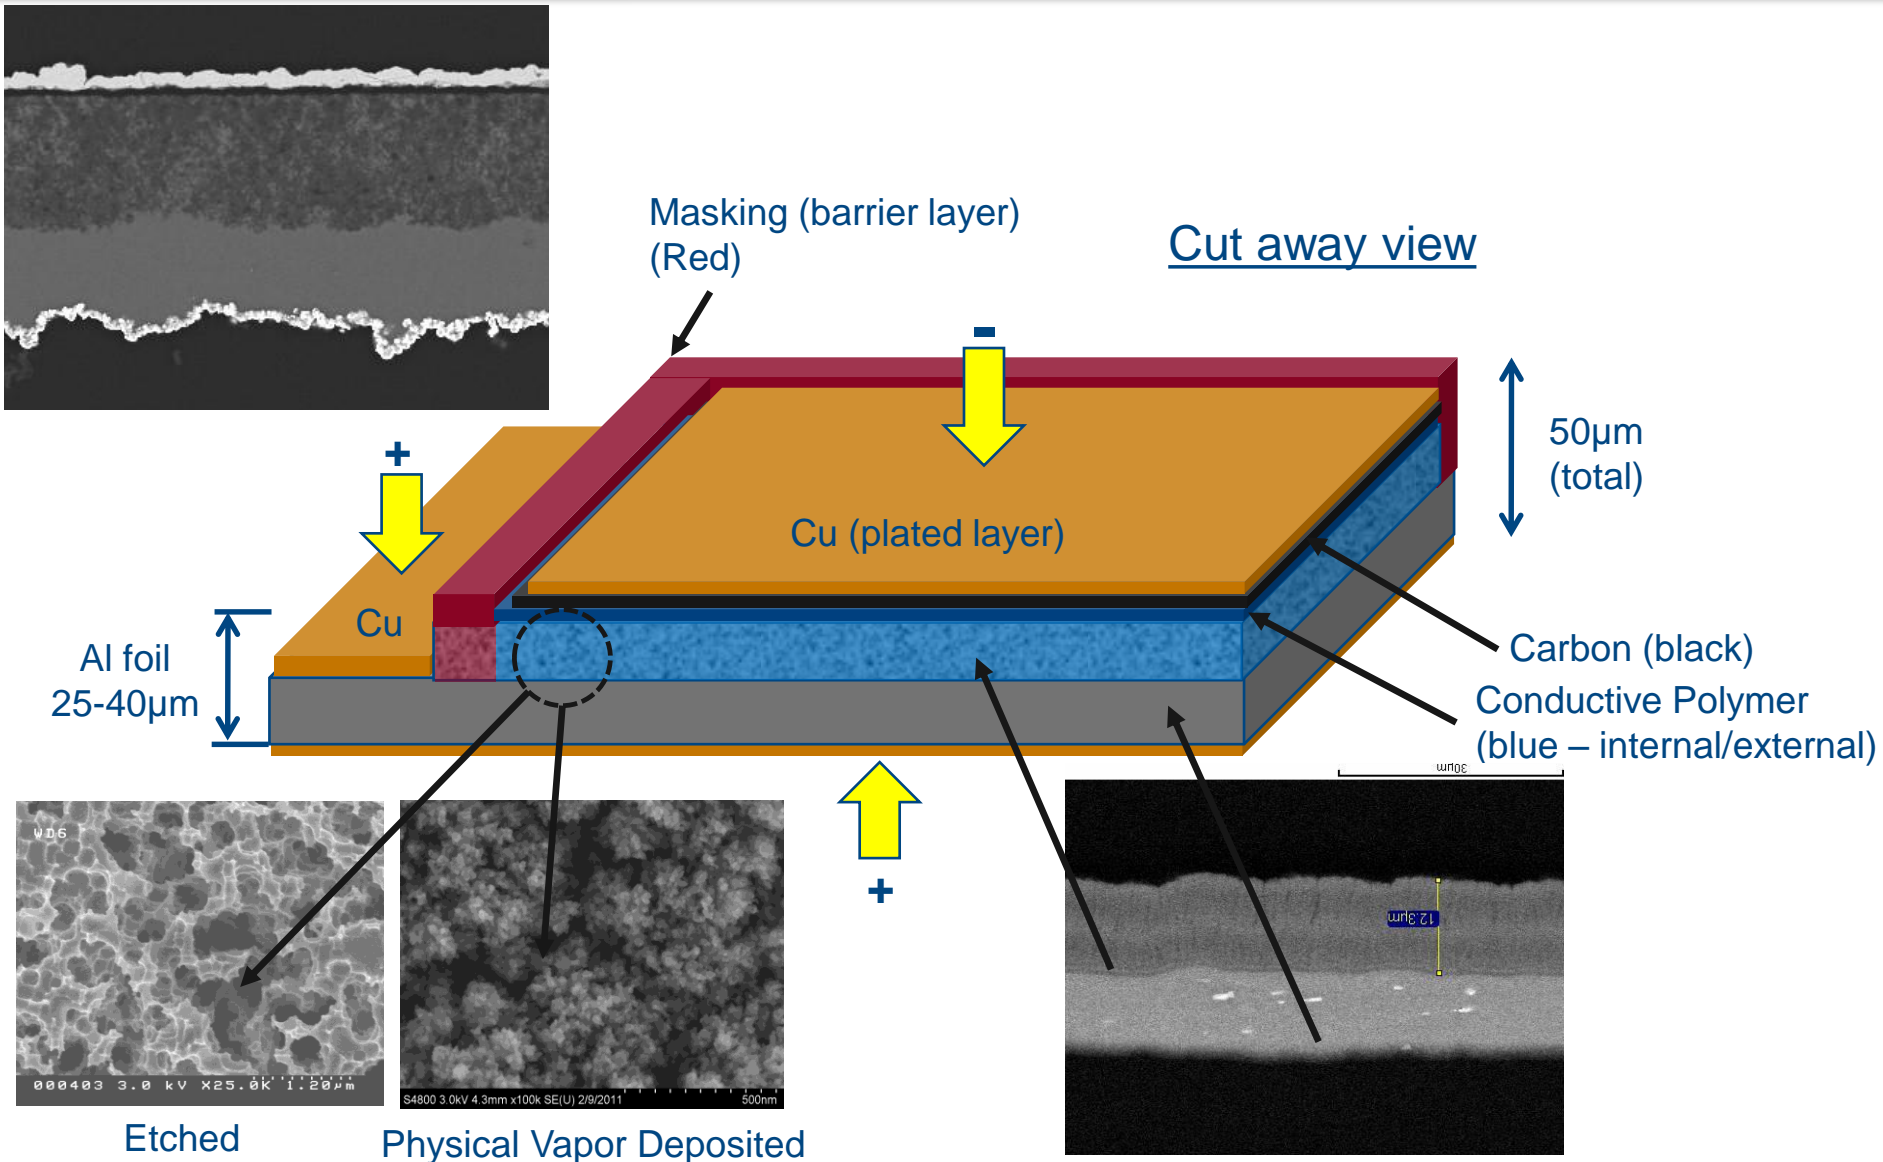 Masking (barrier layer)
(Red)
Cut away view
-
50µm
(total)
+
Cu (plated layer)
Cu
Al foil
25-40µm
Carbon (black)
Conductive Polymer
(blue – internal/external)
+
30µm
12.3µm
WD6
000403 3.0 kV X25.0K 1.20µm
S4800 3.0kV 4.3mm x100k SE(U) 2/9/2011 500nm
Etched
Physical Vapor Deposited